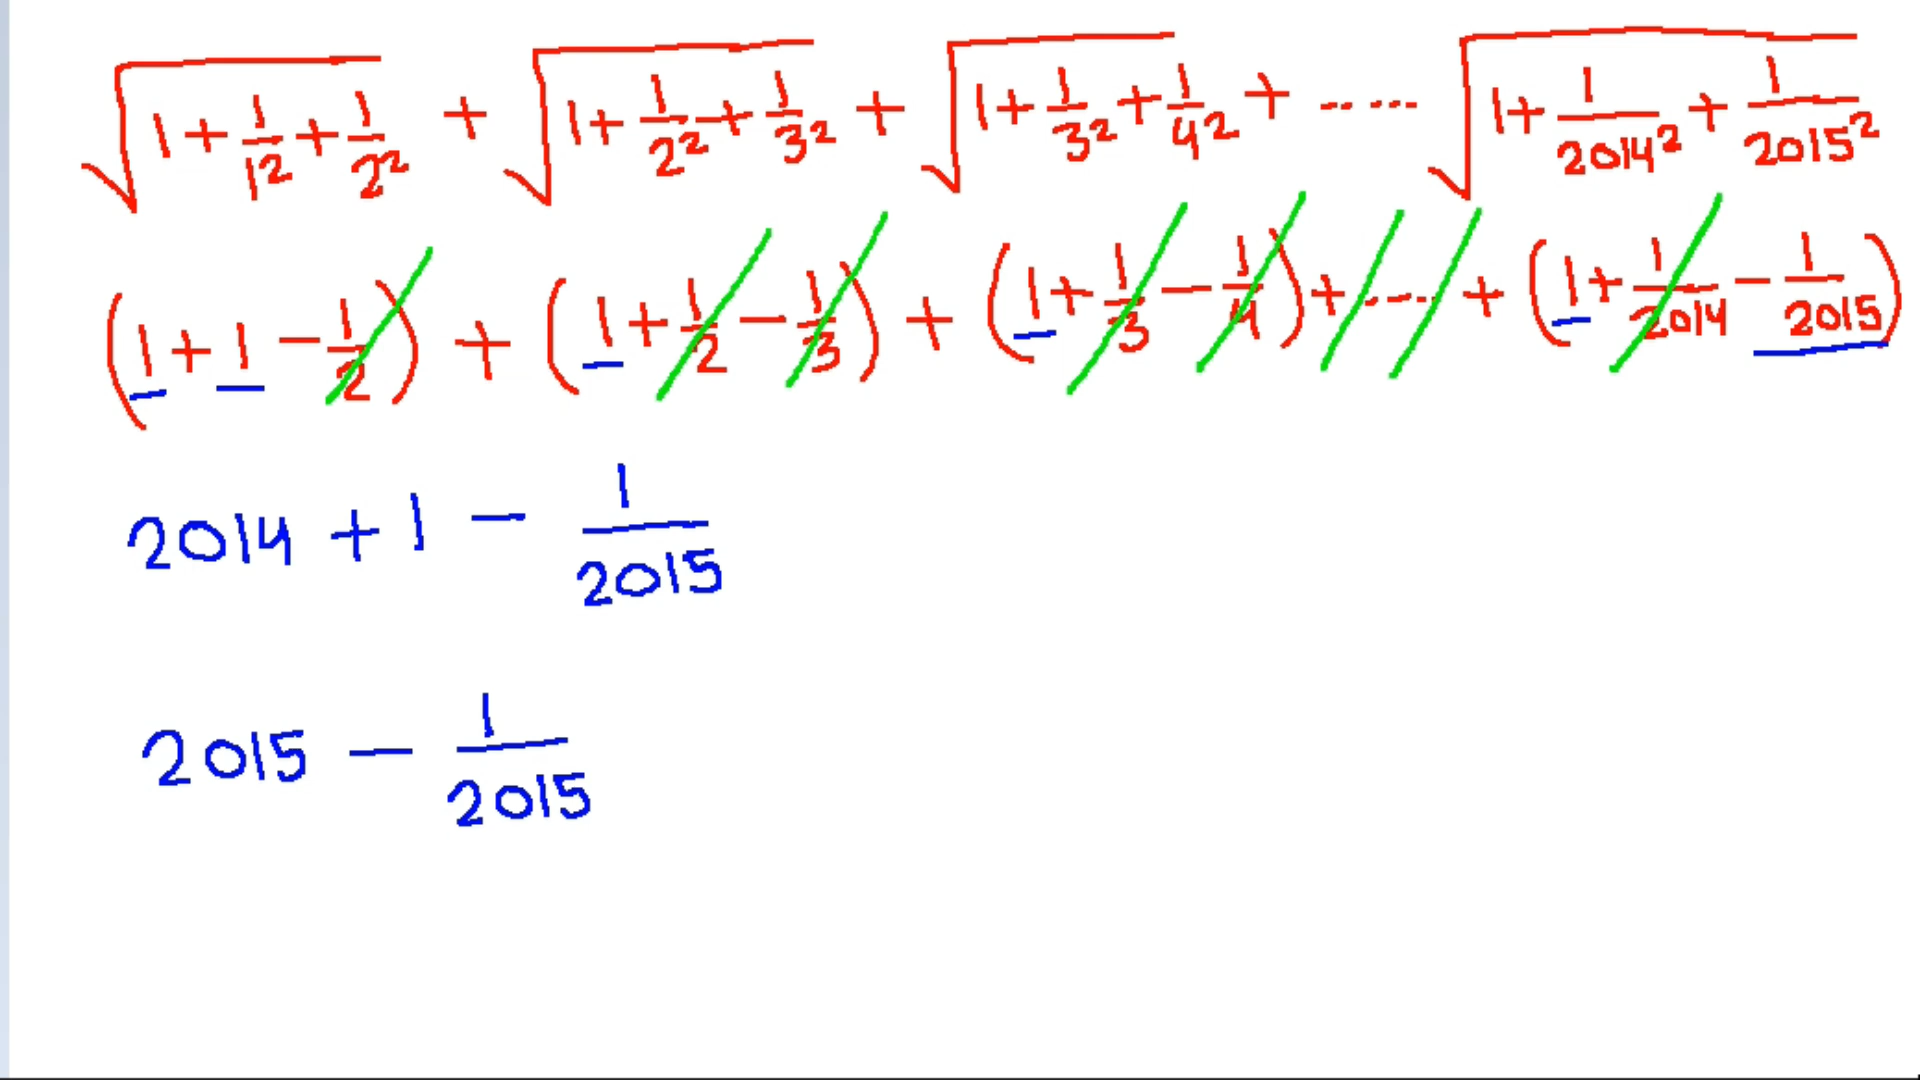 √(1 + 1/1² + 1/2²) + √(1 + 1/2² + 1/3²) + √(1 + 1/3² + 1/4²) + ...... √(1 + 1/2014² + 1/2015²)
(1 + 1 − 1/2) + (1 + 1/2 − 1/3) + (1 + 1/3 − 1/4) + ..... + (1 + 1/2014 − 1/2015)
2014 + 1 − 1/2015
2015 − 1/2015